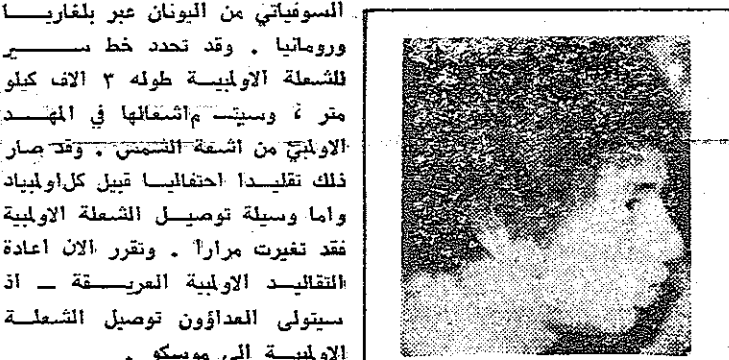 السوفياتي من اليونان عبر بلغاريا
ورومانيا . وقد تحدد خط سير
للشعلة الاولمبية طوله ٣ الاف كيلو
متر ، وسيتم اشعالها في المهد
الاولمبي من اشعة الشمس . وقد صار
ذلك تقليدا احتفاليا قبيل كل اولمبياد
واما وسيلة توصيل الشعلة الاولمبية
فقد تغيرت مرارا . وتقرر الان اعادة
التقاليد الاولمبية العريقة ــ اذ
سيتولى العداؤون توصيل الشعلة
الاولمبية الى موسكو .